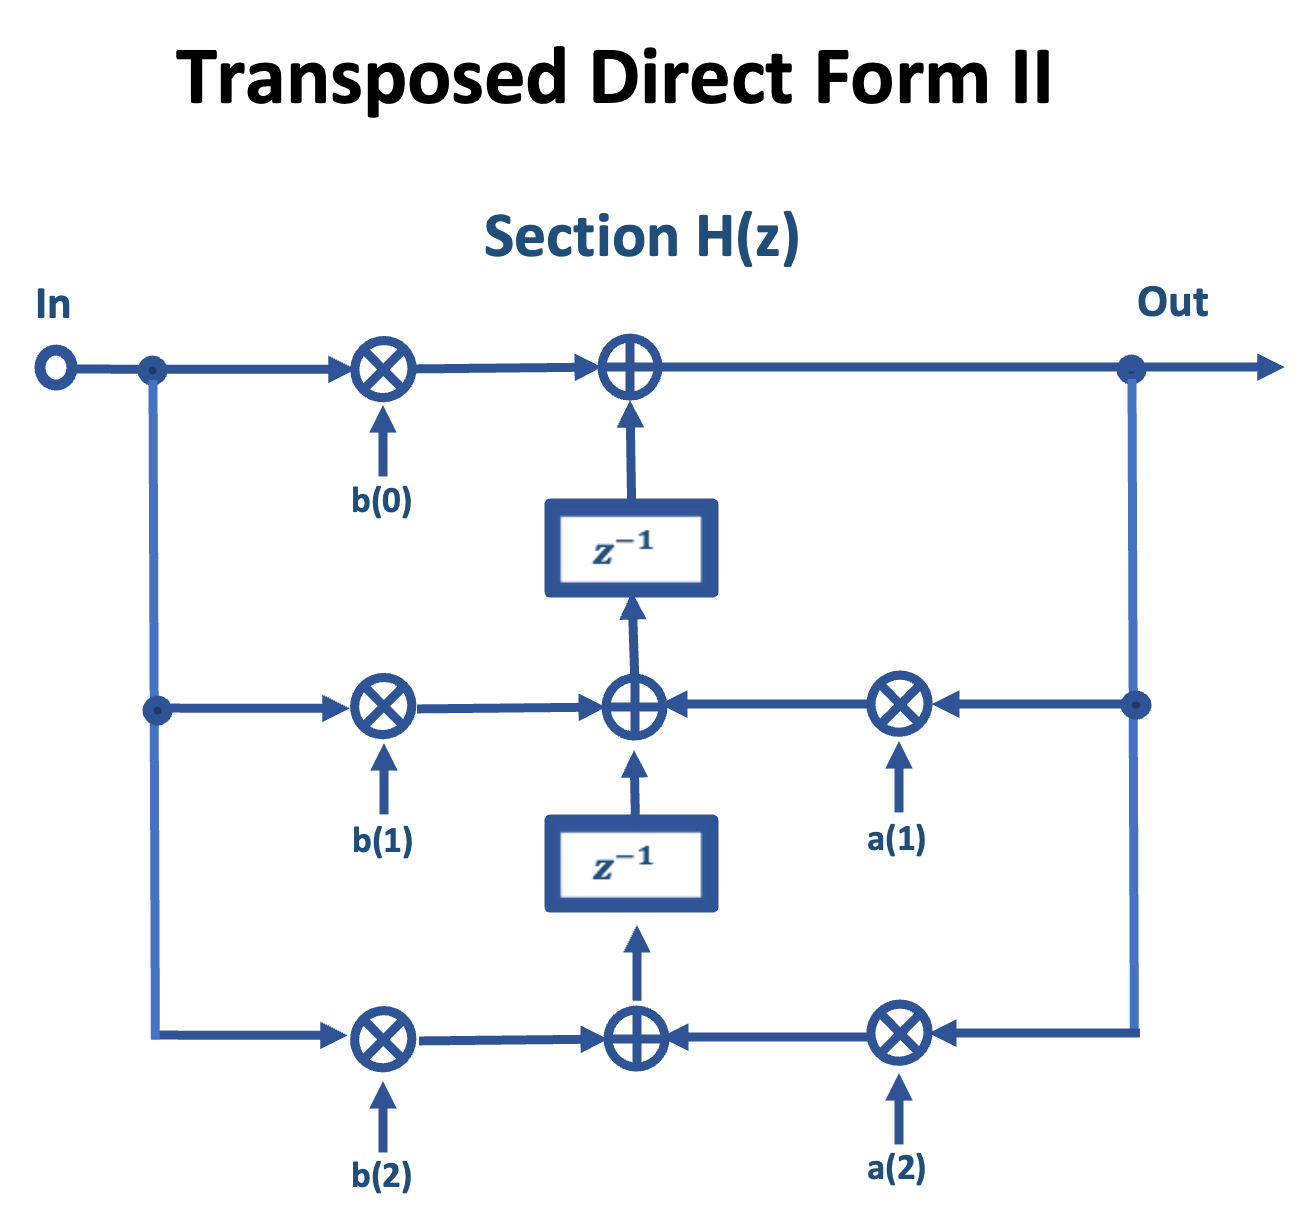 Transposed Direct Form II
Section H(z)
In
Out
b(0)
z⁻¹
b(1)
a(1)
z⁻¹
b(2)
a(2)